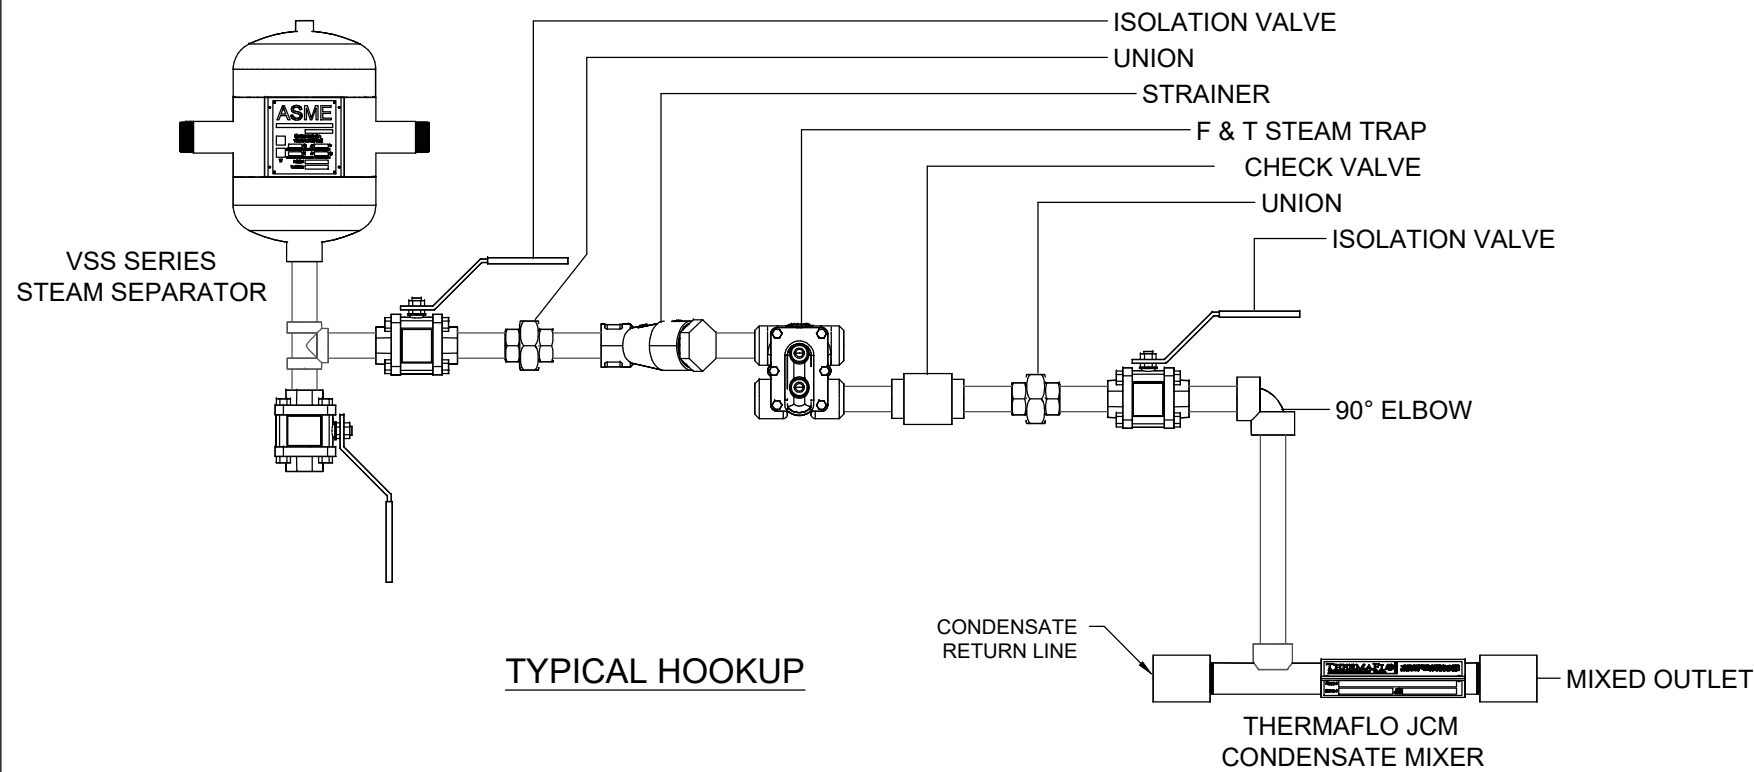 ISOLATION VALVE
UNION
STRAINER
F & T STEAM TRAP
CHECK VALVE
UNION
ISOLATION VALVE
ASME
VSS SERIES
STEAM SEPARATOR
90° ELBOW
CONDENSATE
RETURN LINE
TYPICAL HOOKUP
MIXED OUTLET
THERMAFLO JCM
CONDENSATE MIXER